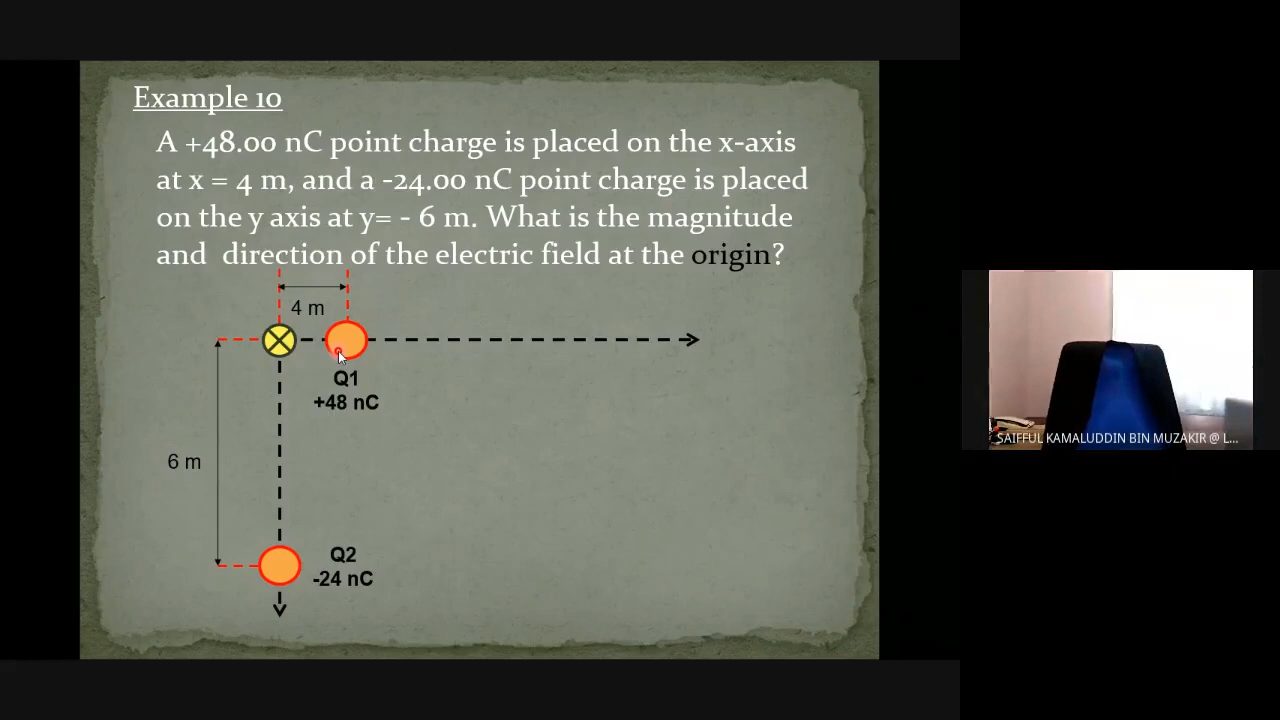 Example 10
A +48.00 nC point charge is placed on the x-axis
at x = 4 m, and a -24.00 nC point charge is placed
on the y axis at y= - 6 m. What is the magnitude
and direction of the electric field at the origin?
4 m
Q1
+48 nC
6 m
Q2
-24 nC
SAIFFUL KAMALUDDIN BIN MUZAKIR @ L...